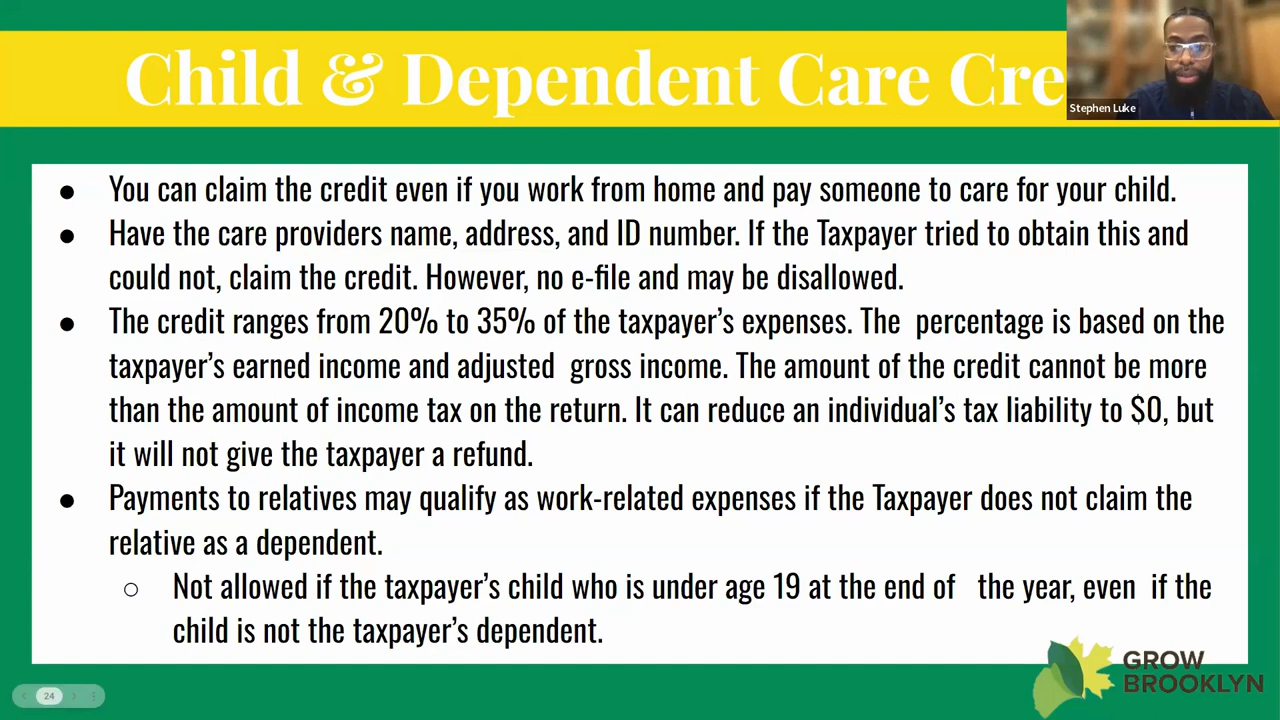 Child & Dependent Care Cre
Stephen Luke
● You can claim the credit even if you work from home and pay someone to care for your child.
● Have the care providers name, address, and ID number. If the Taxpayer tried to obtain this and
could not, claim the credit. However, no e-file and may be disallowed.
● The credit ranges from 20% to 35% of the taxpayer’s expenses. The percentage is based on the
taxpayer’s earned income and adjusted gross income. The amount of the credit cannot be more
than the amount of income tax on the return. It can reduce an individual’s tax liability to $0, but
it will not give the taxpayer a refund.
● Payments to relatives may qualify as work-related expenses if the Taxpayer does not claim the
relative as a dependent.
○ Not allowed if the taxpayer’s child who is under age 19 at the end of the year, even if the
child is not the taxpayer’s dependent.
24
GROW
BROOKLYN